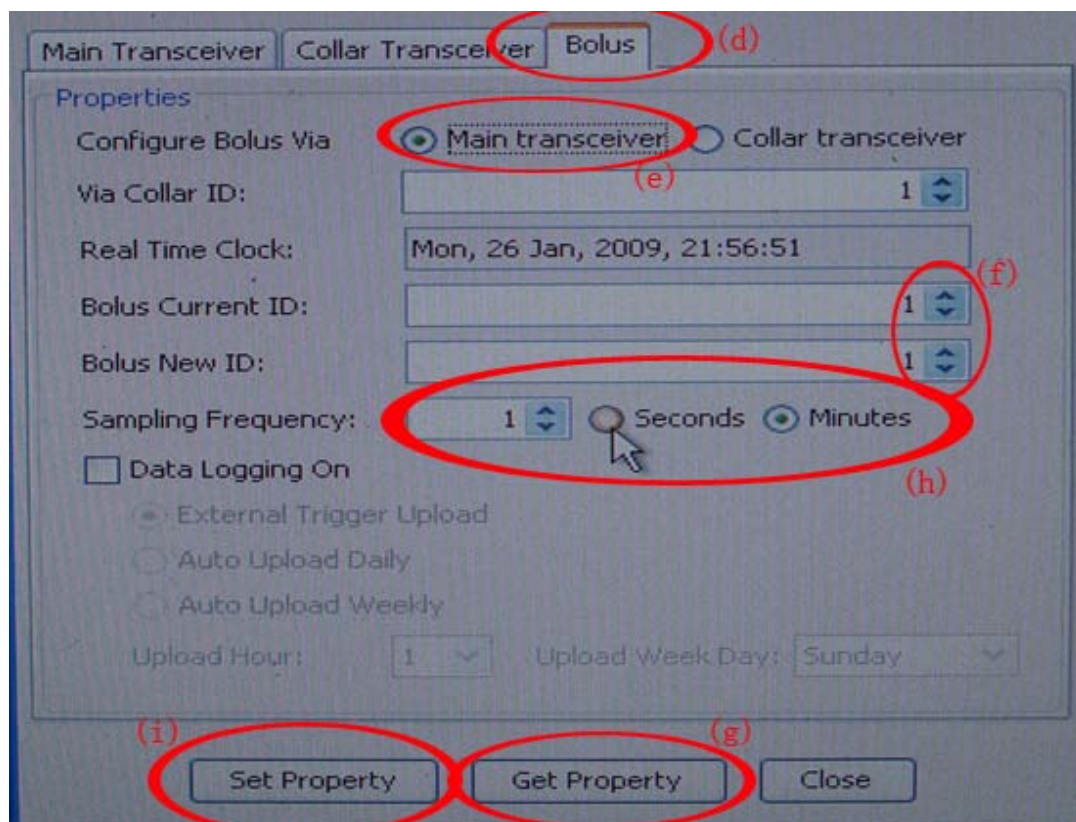 Main Transceiver Collar Transceiver Bolus (d)
Properties
Configure Bolus Via Main transceiver Collar transceiver
(e)
Via Collar ID: 1
Real Time Clock: Mon, 26 Jan, 2009, 21:56:51
(f)
Bolus Current ID: 1
Bolus New ID: 1
Sampling Frequency: 1 Seconds Minutes
Data Logging On
(h)
External Trigger Upload
Auto Upload Daily
Auto Upload Weekly
Upload Hour: 1 Upload Week Day: Sunday
(i) (g)
Set Property Get Property Close